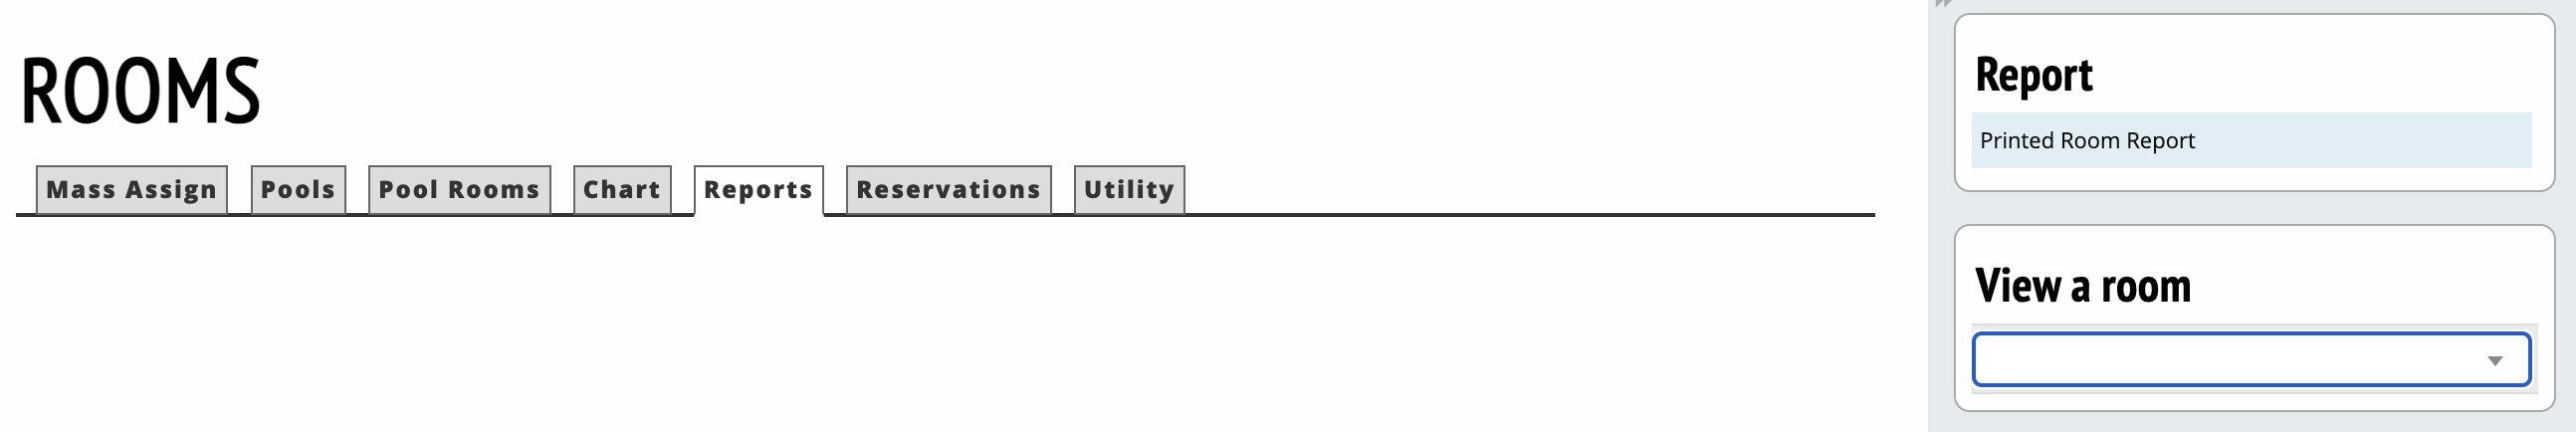 ROOMS
Mass Assign
Pools
Pool Rooms
Chart
Reports
Reservations
Utility
Report
Printed Room Report
View a room